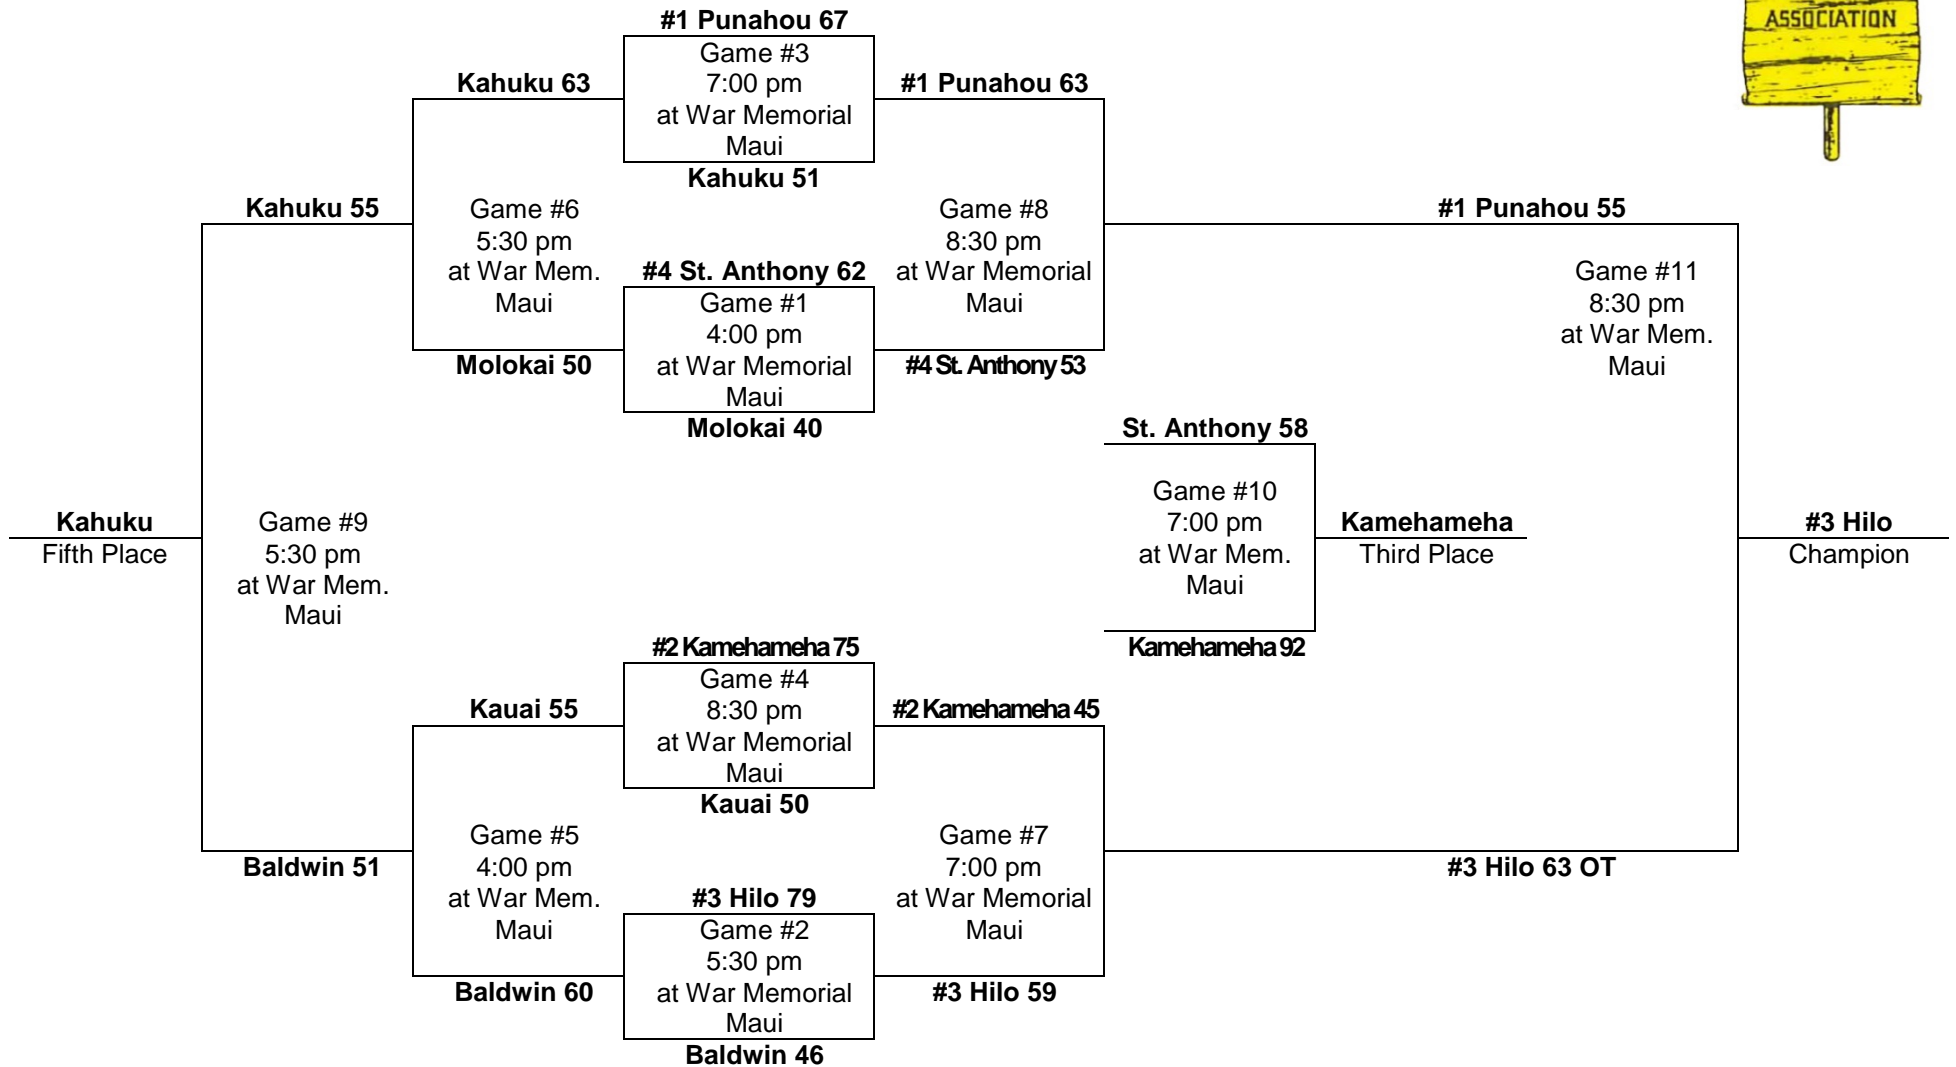 ASSOCIATION
#1 Punahou 67
Game #3
7:00 pm
at War Memorial
Maui
Kahuku 51
Kahuku 63
#1 Punahou 63
Kahuku 55
Game #6
5:30 pm
at War Mem.
Maui
Game #8
8:30 pm
at War Memorial
Maui
#1 Punahou 55
#4 St. Anthony 62
Game #1
4:00 pm
at War Memorial
Maui
Molokai 40
Molokai 50
#4 St. Anthony 53
Game #11
8:30 pm
at War Mem.
Maui
St. Anthony 58
Game #10
7:00 pm
at War Mem.
Maui
Kamehameha 92
Kamehameha
Third Place
#3 Hilo
Champion
Kahuku
Fifth Place
Game #9
5:30 pm
at War Mem.
Maui
#2 Kamehameha 75
Game #4
8:30 pm
at War Memorial
Maui
Kauai 50
Kauai 55
#2 Kamehameha 45
Baldwin 51
Game #5
4:00 pm
at War Mem.
Maui
Game #7
7:00 pm
at War Memorial
Maui
#3 Hilo 63 OT
#3 Hilo 79
Game #2
5:30 pm
at War Memorial
Maui
Baldwin 46
Baldwin 60
#3 Hilo 59